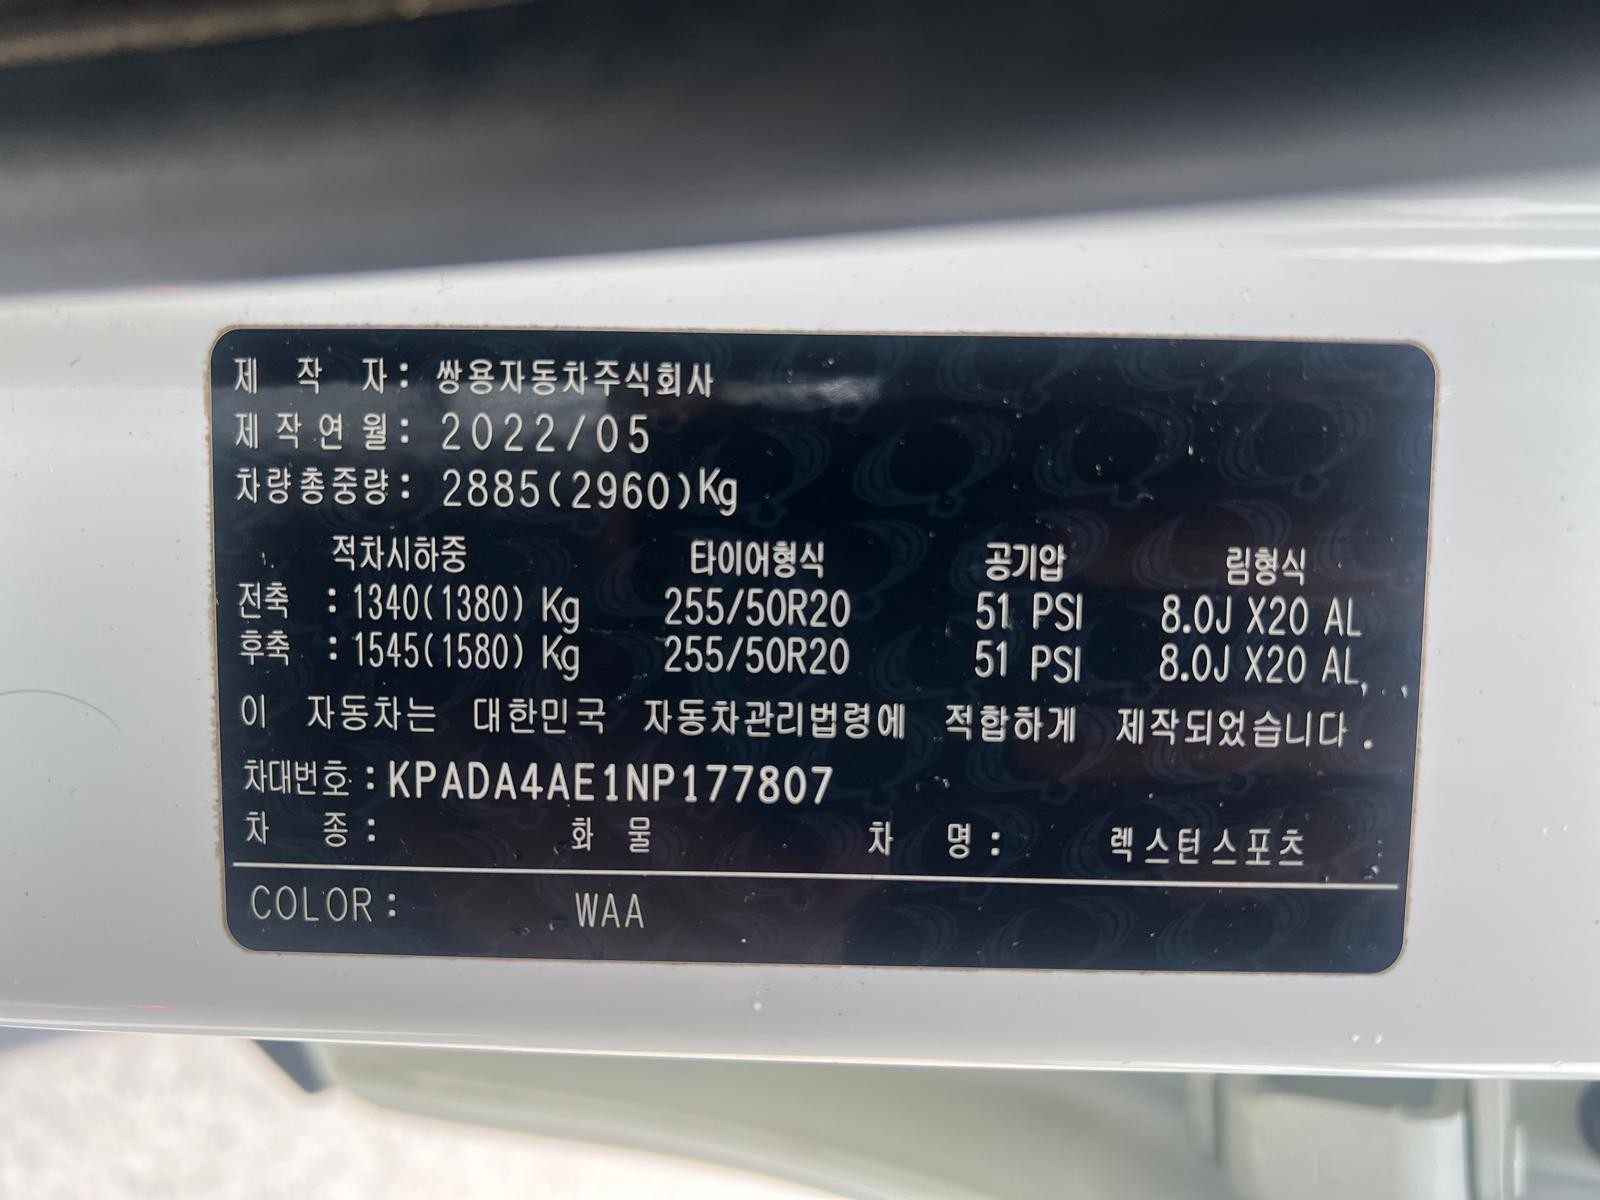 제 작 자 : 쌍용자동차주식회사
제작연월 : 2022/05
차량총중량 : 2885(2960)Kg
적차시하중 타이어형식 공기압 림형식
전축 : 1340(1380) Kg 255/50R20 51 PSI 8.0J X20 AL
후축 : 1545(1580) Kg 255/50R20 51 PSI 8.0J X20 AL
이 자동차는 대한민국 자동차관리법령에 적합하게 제작되었습니다.
차대번호 : KPADA4AE1NP177807
차 종 : 화 물 차 명 : 렉스턴스포츠
COLOR : WAA